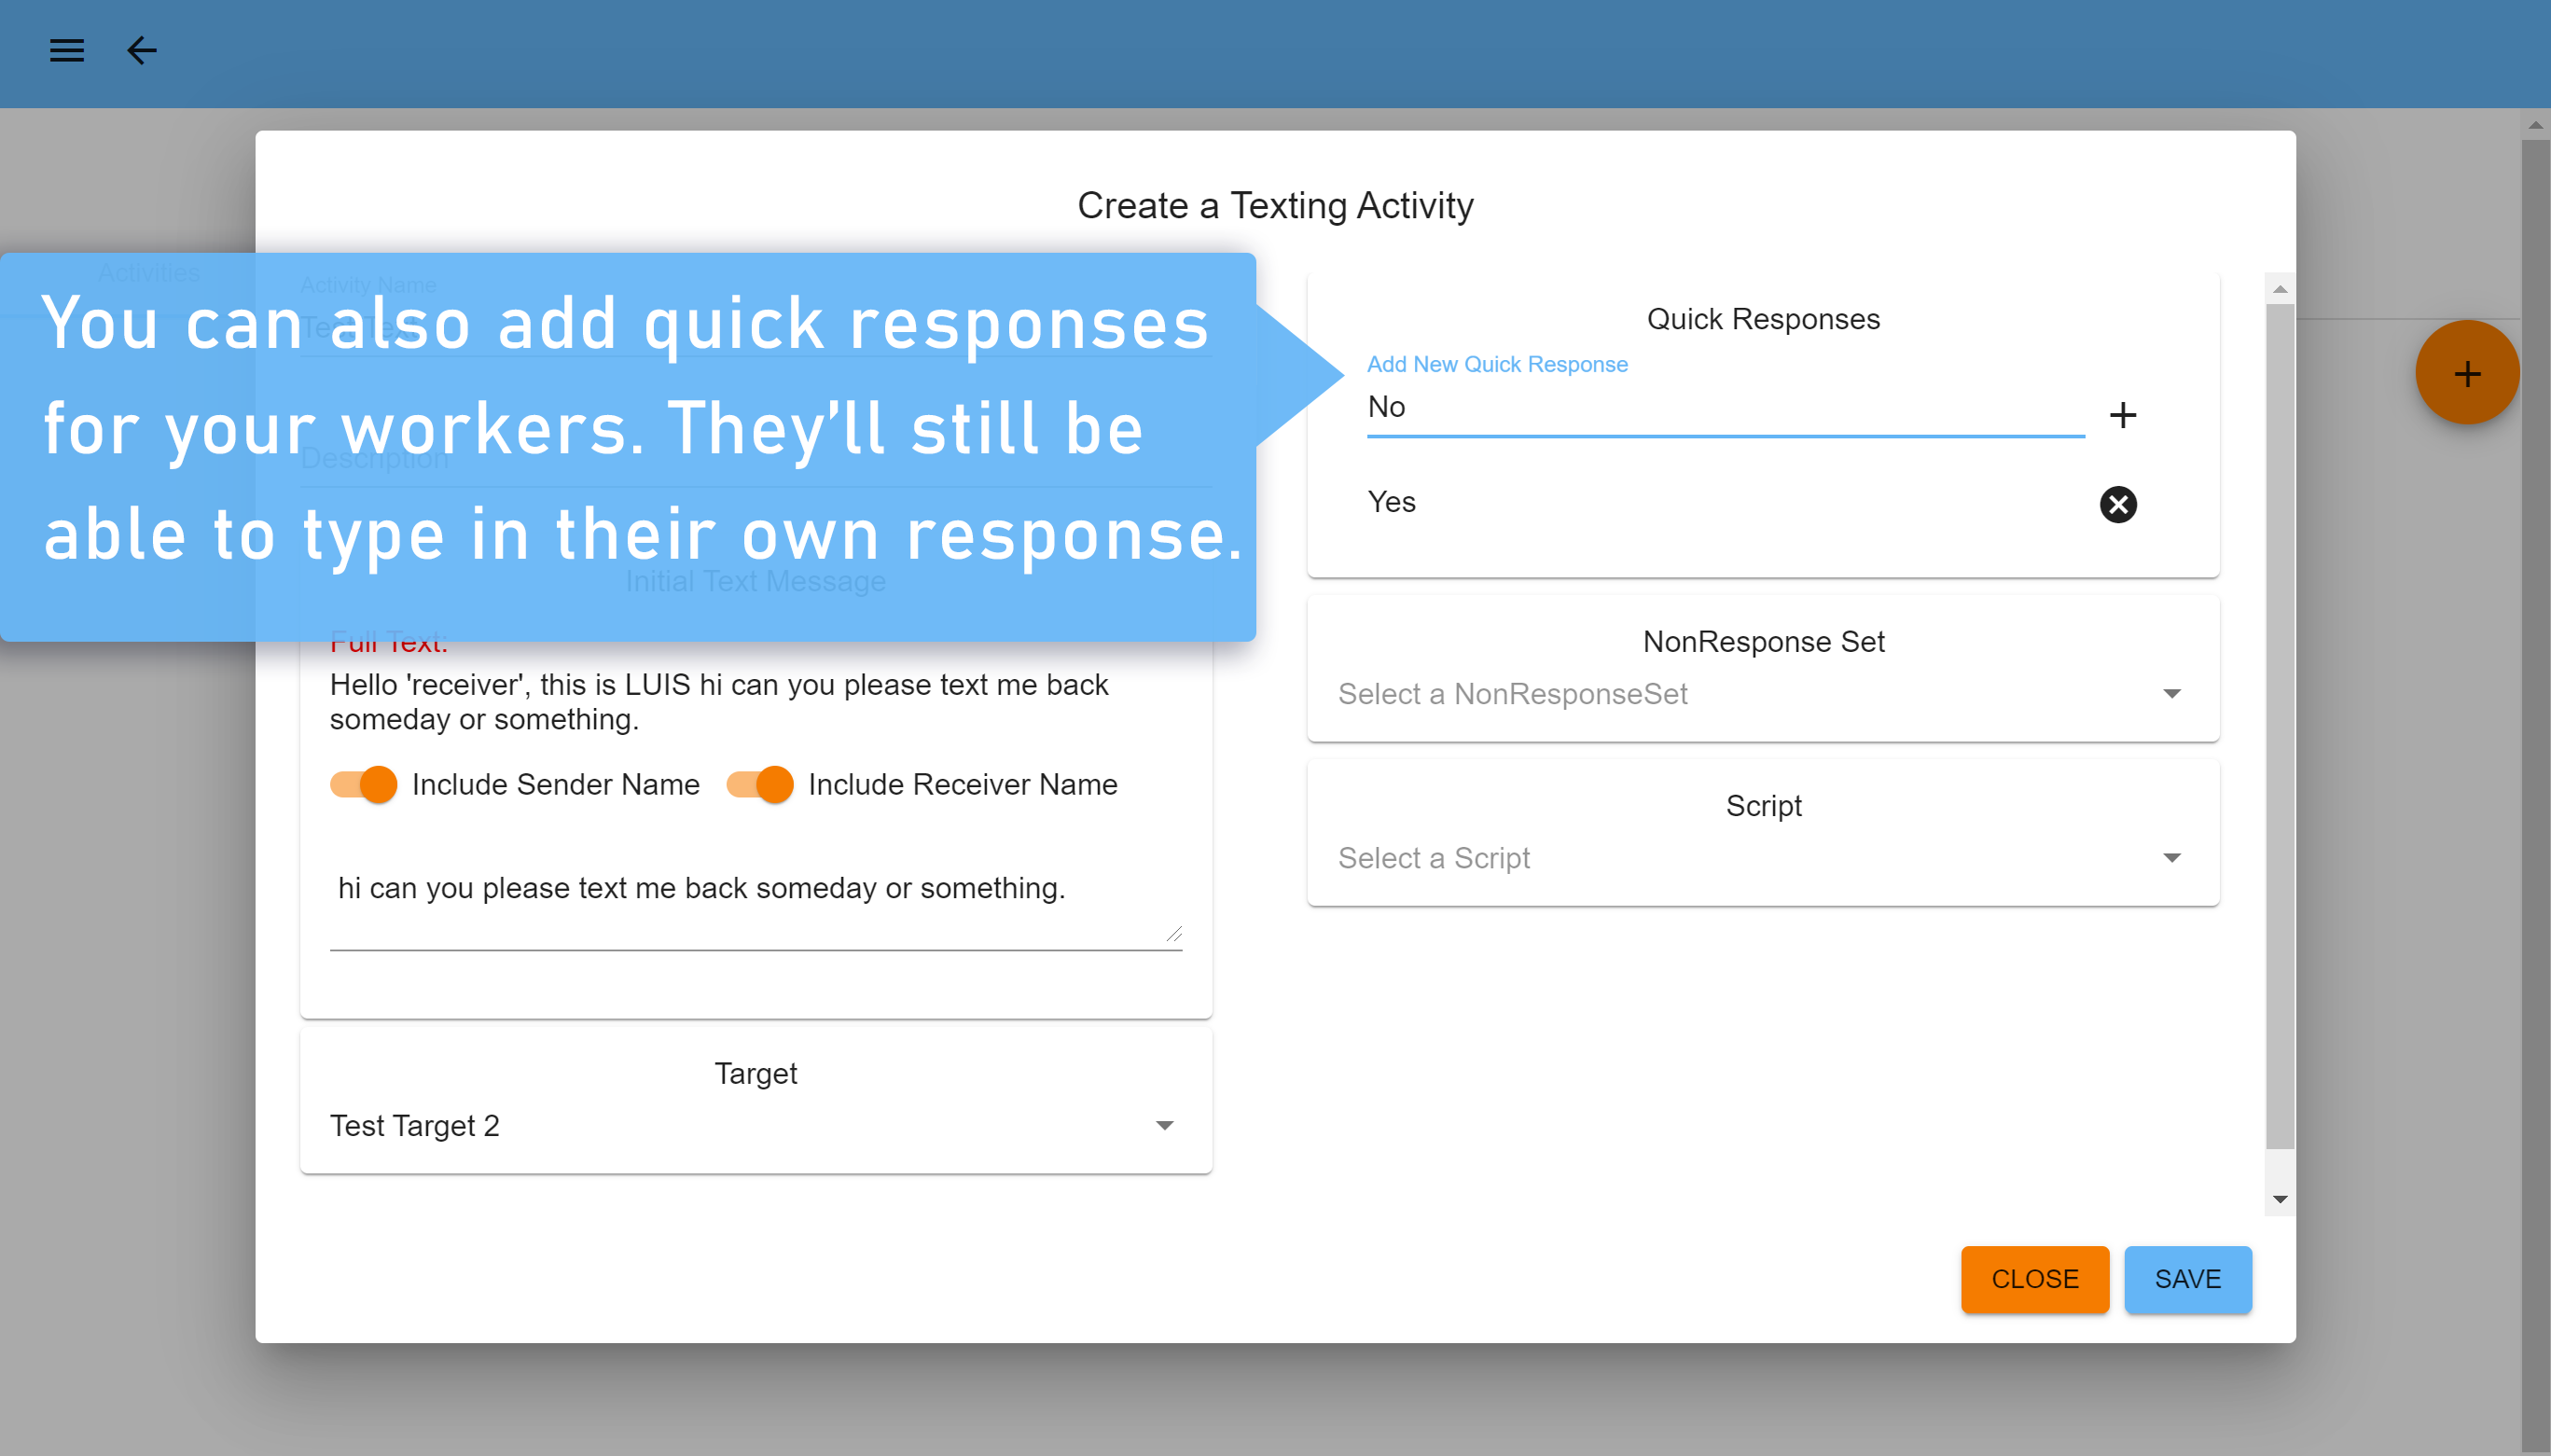 Create a Texting Activity
Activities
Activity Name
You can also add quick responses
for your workers. They’ll still be
able to type in their own response.
Description
Initial Text Message
Full Text:
Hello 'receiver', this is LUIS hi can you please text me back
someday or something.
Include Sender Name
Include Receiver Name
hi can you please text me back someday or something.
Target
Test Target 2
Quick Responses
Add New Quick Response
No
Yes
NonResponse Set
Select a NonResponseSet
Script
Select a Script
CLOSE
SAVE